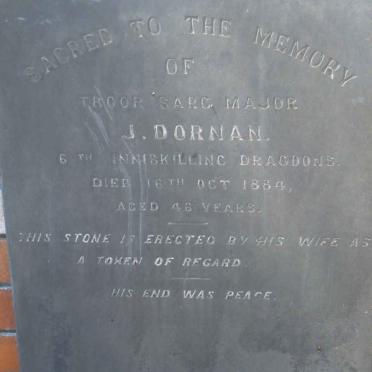 SACRED TO THE MEMORY
OF
TROOP SARG MAJOR
J. DORNAN.
6TH INNISKILLING DRAGOONS.
DIED 16TH OCT 1884,
AGED 46 YEARS.
THIS STONE IS ERECTED BY HIS WIFE AS
A TOKEN OF REGARD
HIS END WAS PEACE.